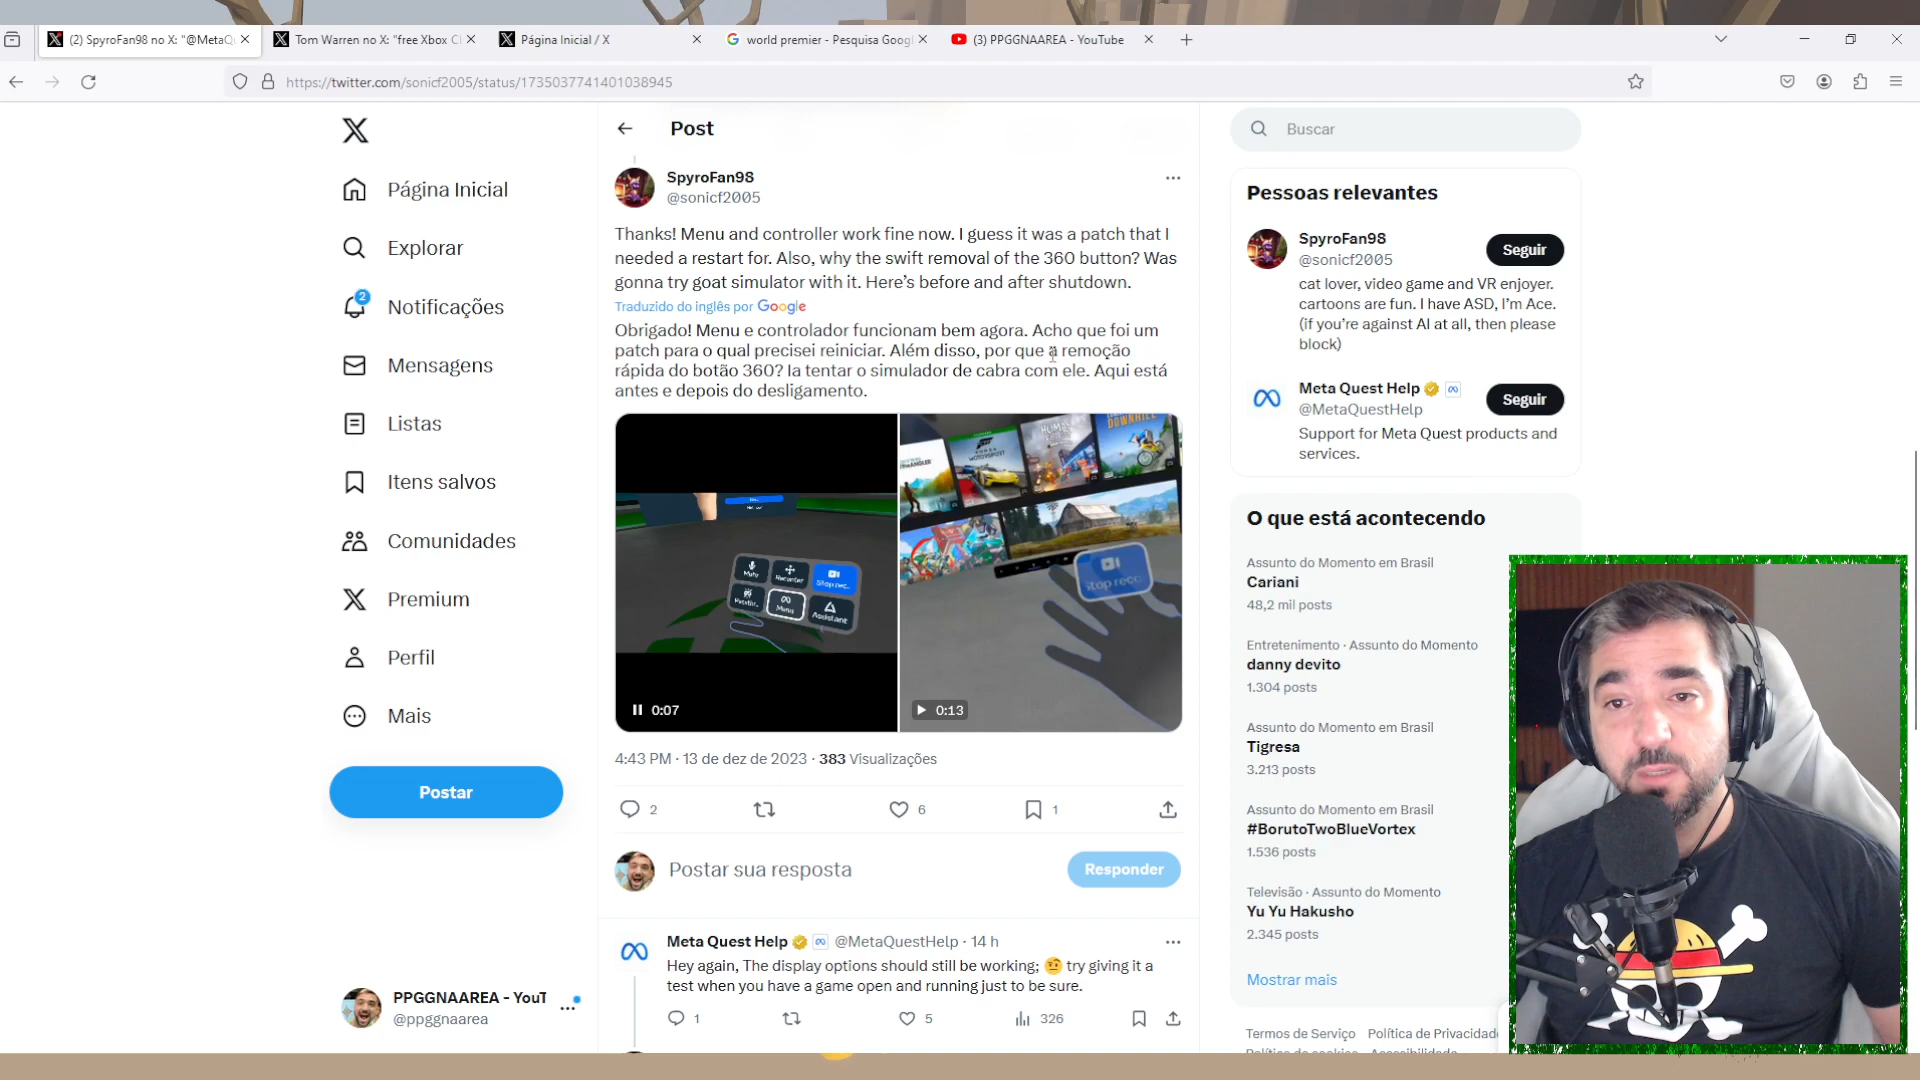 (2) SpyroFan98 no X: "@MetaQ
Tom Warren no X: "free Xbox Cl
Página Inicial / X
world premier - Pesquisa Goog
(3) PPGGNAAREA - YouTube
https://twitter.com/sonicf2005/status/1735037741401038945
Post
Buscar
Página Inicial
Explorar
2
Notificações
Mensagens
Listas
Itens salvos
Comunidades
Premium
Perfil
Mais
Postar
PPGGNAAREA - YouT
@ppggnaarea
SpyroFan98
@sonicf2005
Thanks! Menu and controller work fine now. I guess it was a patch that I
needed a restart for. Also, why the swift removal of the 360 button? Was
gonna try goat simulator with it. Here's before and after shutdown.
Traduzido do inglês por Google
Obrigado! Menu e controlador funcionam bem agora. Acho que foi um
patch para o qual precisei reiniciar. Além disso, por que a remoção
rápida do botão 360? Ia tentar o simulador de cabra com ele. Aqui está
antes e depois do desligamento.
Mute
Recenter
Stop rec...
Menu
Assistant
0:07
DOWNHILL
MOTORSPORT
Stop reco
0:13
4:43 PM · 13 de dez de 2023 · 383 Visualizações
2
6
1
Postar sua resposta
Responder
Meta Quest Help @MetaQuestHelp · 14 h
Hey again, The display options should still be working; try giving it a
test when you have a game open and running just to be sure.
1
5
326
Pessoas relevantes
SpyroFan98
@sonicf2005
Seguir
cat lover, video game and VR enjoyer.
cartoons are fun. I have ASD, I'm Ace.
(if you're against AI at all, then please
block)
Meta Quest Help
@MetaQuestHelp
Seguir
Support for Meta Quest products and
services.
O que está acontecendo
Assunto do Momento em Brasil
Cariani
48,2 mil posts
Entretenimento · Assunto do Momento
danny devito
1.304 posts
Assunto do Momento em Brasil
Tigresa
3.213 posts
Assunto do Momento em Brasil
#BorutoTwoBlueVortex
1.536 posts
Televisão · Assunto do Momento
Yu Yu Hakusho
2.345 posts
Mostrar mais
Termos de Serviço Política de Privacidade